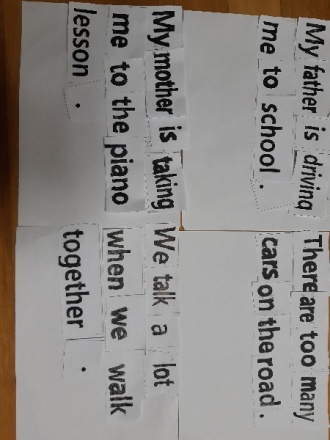 My father is driving
me to school.
There are too many
cars on the road.
My mother is taking
me to the piano
lesson .
We talk a lot
when we walk
together .